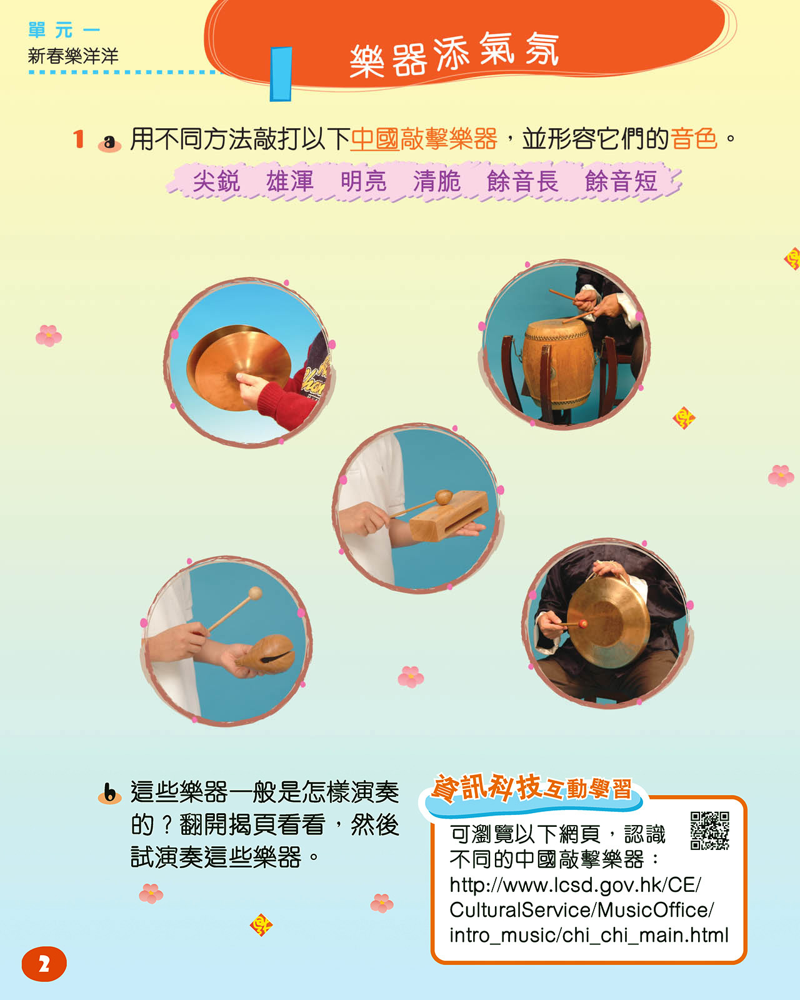 單元一
新春樂洋洋
1
樂器添氣氛
1 a 用不同方法敲打以下中國敲擊樂器，並形容它們的音色。
尖銳 雄渾 明亮 清脆 餘音長 餘音短
b 這些樂器一般是怎樣演奏
的？翻開揭頁看看，然後
試演奏這些樂器。
資訊科技互動學習
可瀏覽以下網頁，認識
不同的中國敲擊樂器：
http://www.lcsd.gov.hk/CE/
CulturalService/MusicOffice/
intro_music/chi_chi_main.html
2